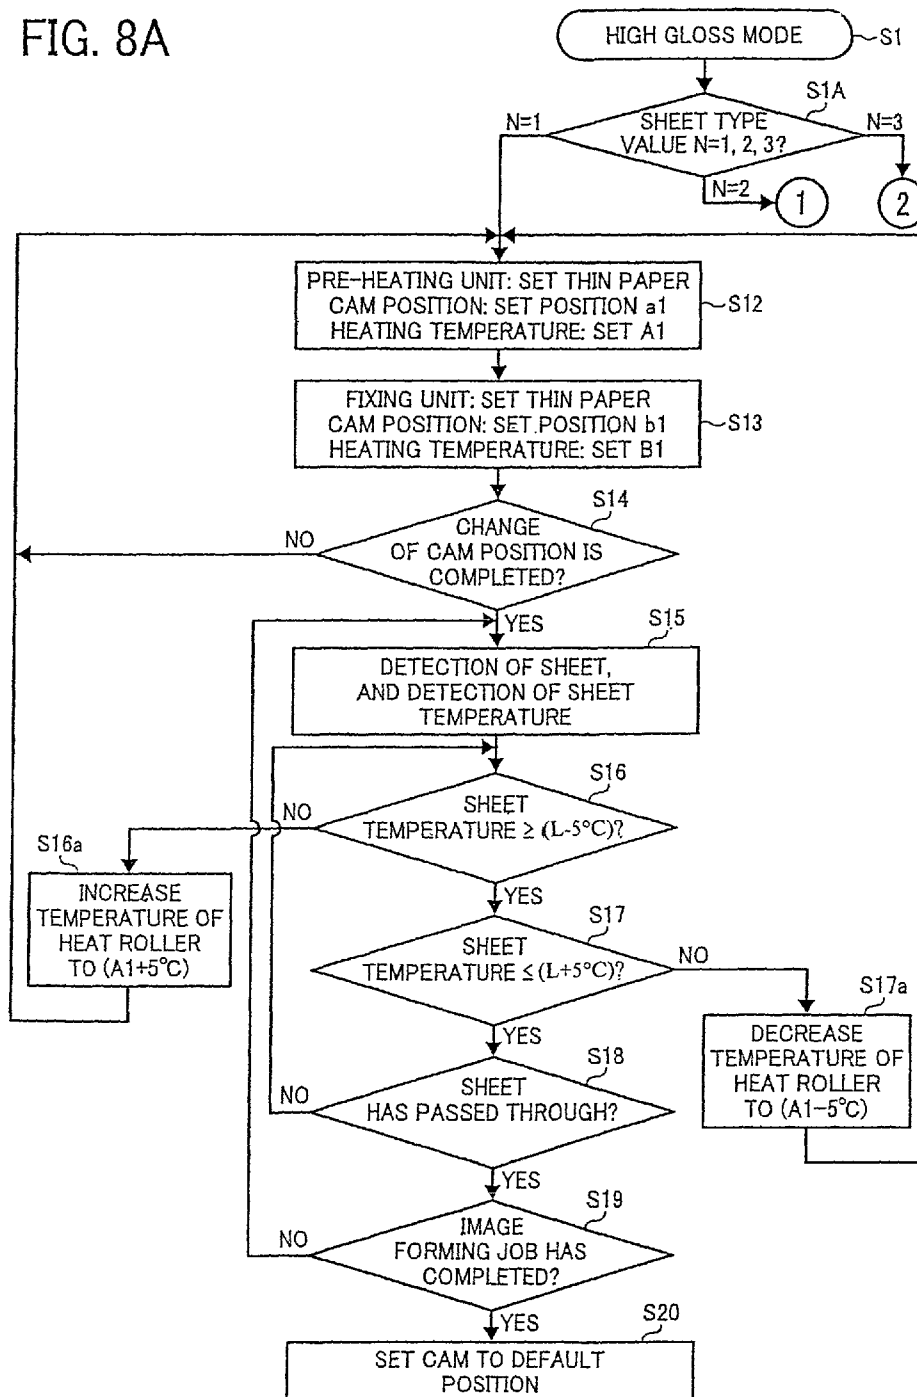 FIG. 8A
HIGH GLOSS MODE
S1
S1A
SHEET TYPE
VALUE N=1, 2, 3?
N=1
N=3
N=2
1
2
PRE-HEATING UNIT: SET THIN PAPER
CAM POSITION: SET POSITION a1
HEATING TEMPERATURE: SET A1
S12
FIXING UNIT: SET THIN PAPER
CAM POSITION: SET.POSITION b1
HEATING TEMPERATURE: SET B1
S13
S14
CHANGE
OF CAM POSITION IS
COMPLETED?
NO
YES
S15
DETECTION OF SHEET,
AND DETECTION OF SHEET
TEMPERATURE
S16
SHEET
TEMPERATURE ≥ (L-5°C)?
NO
YES
S16a
INCREASE
TEMPERATURE OF
HEAT ROLLER
TO (A1+5°C)
S17
SHEET
TEMPERATURE ≤ (L+5°C)?
NO
YES
S17a
DECREASE
TEMPERATURE OF
HEAT ROLLER
TO (A1-5°C)
S18
SHEET
HAS PASSED THROUGH?
NO
YES
S19
IMAGE
FORMING JOB HAS
COMPLETED?
NO
YES
S20
SET CAM TO DEFAULT
POSITION